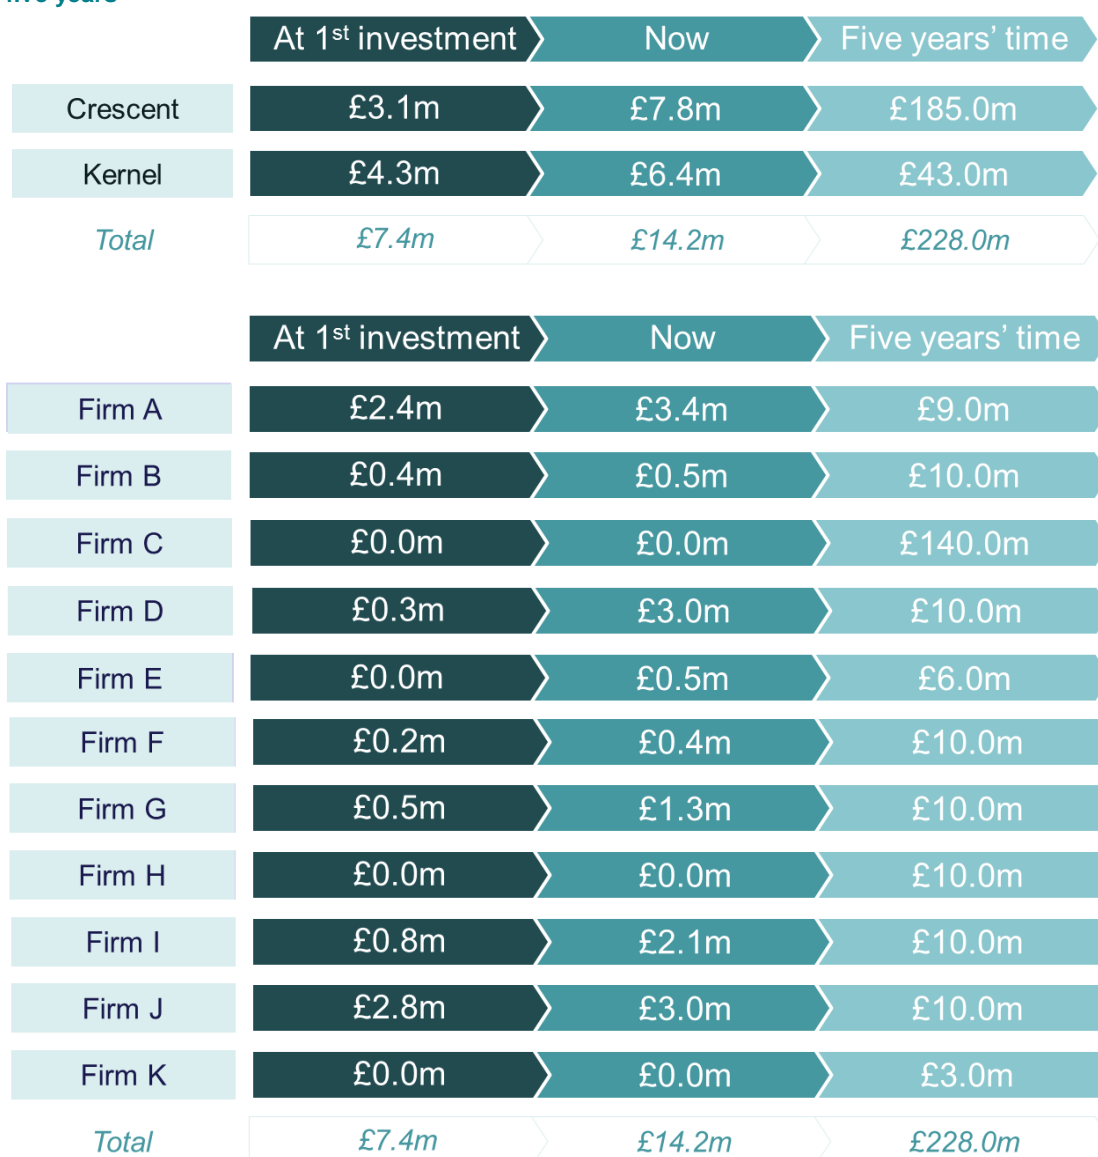 five years
At 1st investment Now Five years’ time
Crescent £3.1m £7.8m £185.0m
Kernel £4.3m £6.4m £43.0m
Total £7.4m £14.2m £228.0m
At 1st investment Now Five years’ time
Firm A £2.4m £3.4m £9.0m
Firm B £0.4m £0.5m £10.0m
Firm C £0.0m £0.0m £140.0m
Firm D £0.3m £3.0m £10.0m
Firm E £0.0m £0.5m £6.0m
Firm F £0.2m £0.4m £10.0m
Firm G £0.5m £1.3m £10.0m
Firm H £0.0m £0.0m £10.0m
Firm I £0.8m £2.1m £10.0m
Firm J £2.8m £3.0m £10.0m
Firm K £0.0m £0.0m £3.0m
Total £7.4m £14.2m £228.0m